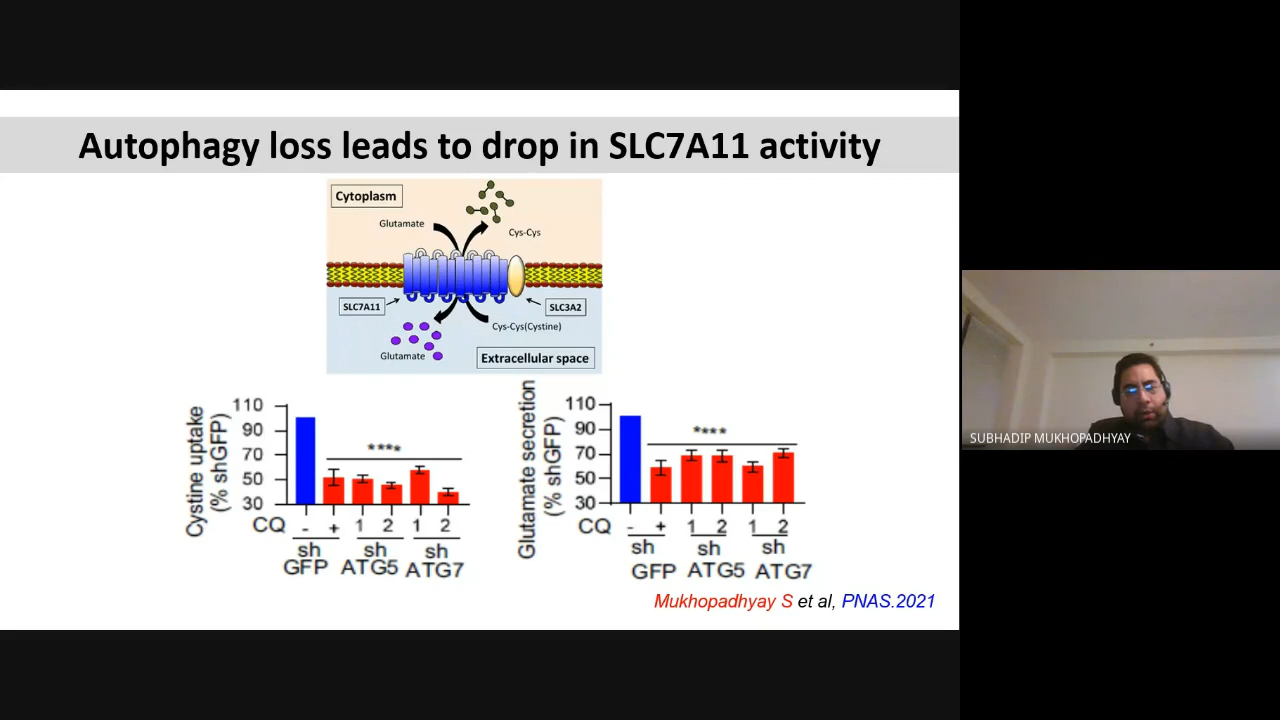 Autophagy loss leads to drop in SLC7A11 activity
Cytoplasm
Glutamate
Cys-Cys
SLC7A11
SLC3A2
Cys-Cys(Cystine)
Glutamate
Extracellular space
Cystine uptake
(% shGFP)
110
90
70
50
30
****
CQ - + 1 2 1 2
sh sh sh
GFP ATG5 ATG7
Glutamate secretion
(% shGFP)
110
90
70
50
30
****
CQ - + 1 2 1 2
sh sh sh
GFP ATG5 ATG7
Mukhopadhyay S et al, PNAS.2021
SUBHADIP MUKHOPADHYAY